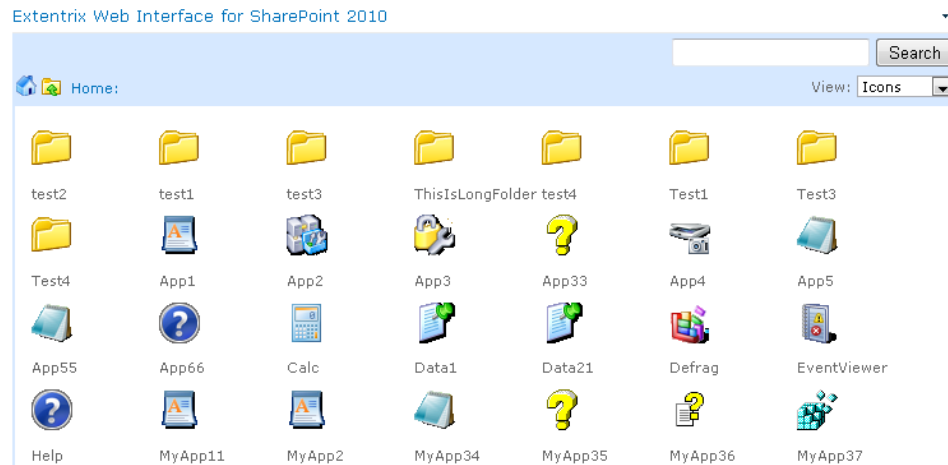 Extentrix Web Interface for SharePoint 2010
Search
Home:
View: Icons
test2 test1 test3 ThisIsLongFolder test4 Test1 Test3
Test4 App1 App2 App3 App33 App4 App5
App55 App66 Calc Data1 Data21 Defrag EventViewer
Help MyApp11 MyApp2 MyApp34 MyApp35 MyApp36 MyApp37